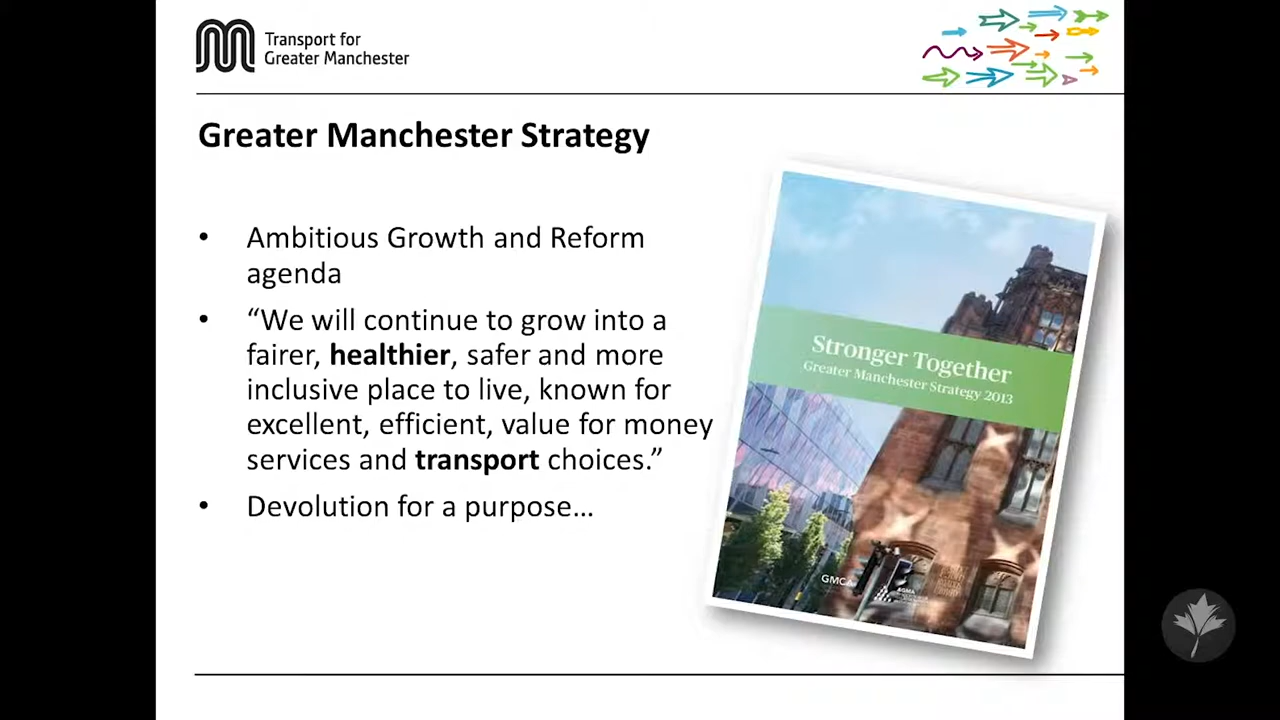 Transport for
Greater Manchester
Greater Manchester Strategy
• Ambitious Growth and Reform
agenda
• “We will continue to grow into a
fairer, healthier, safer and more
inclusive place to live, known for
excellent, efficient, value for money
services and transport choices.”
• Devolution for a purpose…
Stronger Together
Greater Manchester Strategy 2013
GMCA
AGMA